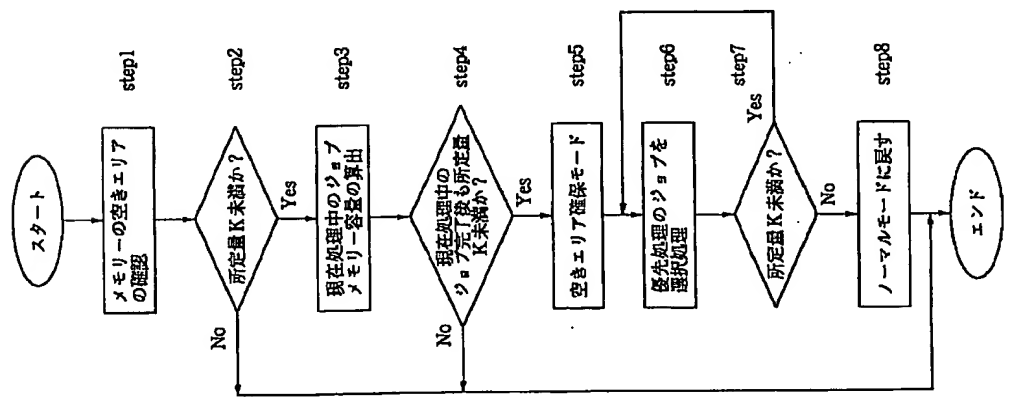 スタート
メモリーの空きエリア
の確認
step1
所定量K未満か?
step2
No
Yes
現在処理中のジョブ
メモリー容量の算出
step3
現在処理中の
ジョブ完了後も所定量
K未満か?
step4
No
Yes
空きエリア確保モード
step5
優先処理のジョブを
選択処理
step6
所定量K未満か?
step7
Yes
No
ノーマルモードに戻す
step8
エンド